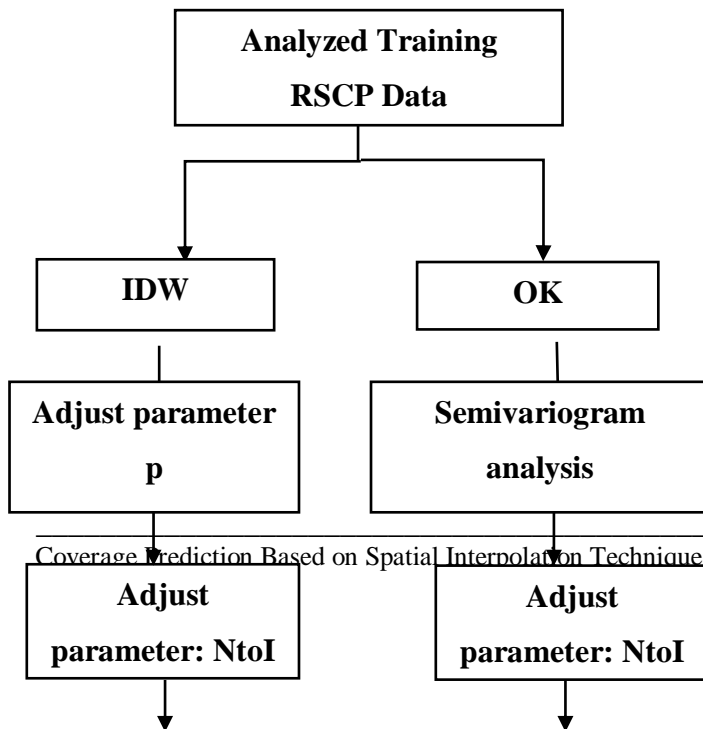 Analyzed Training
RSCP Data
IDW
OK
Adjust parameter
p
Semivariogram
analysis
Coverage Prediction Based on Spatial Interpolation Technique
Adjust
parameter: NtoI
Adjust
parameter: NtoI